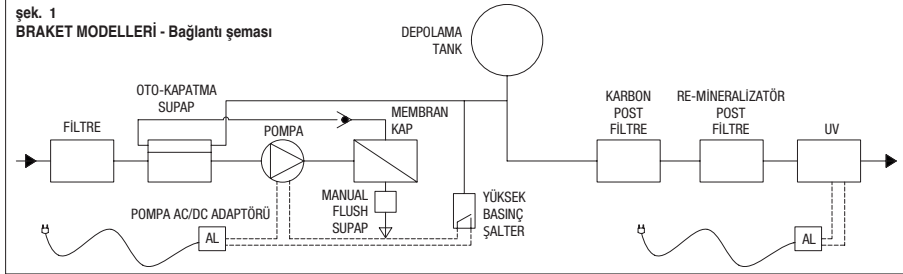 şek. 1
BRAKET MODELLERİ - Bağlantı şeması
DEPOLAMA
TANK
OTO-KAPATMA
SUPAP
FİLTRE
POMPA
MEMBRAN
KAP
KARBON
POST
FİLTRE
RE-MİNERALİZATÖR
POST
FİLTRE
UV
MANUAL
FLUSH
SUPAP
YÜKSEK
BASINÇ
ŞALTER
POMPA AC/DC ADAPTÖRÜ
AL
AL